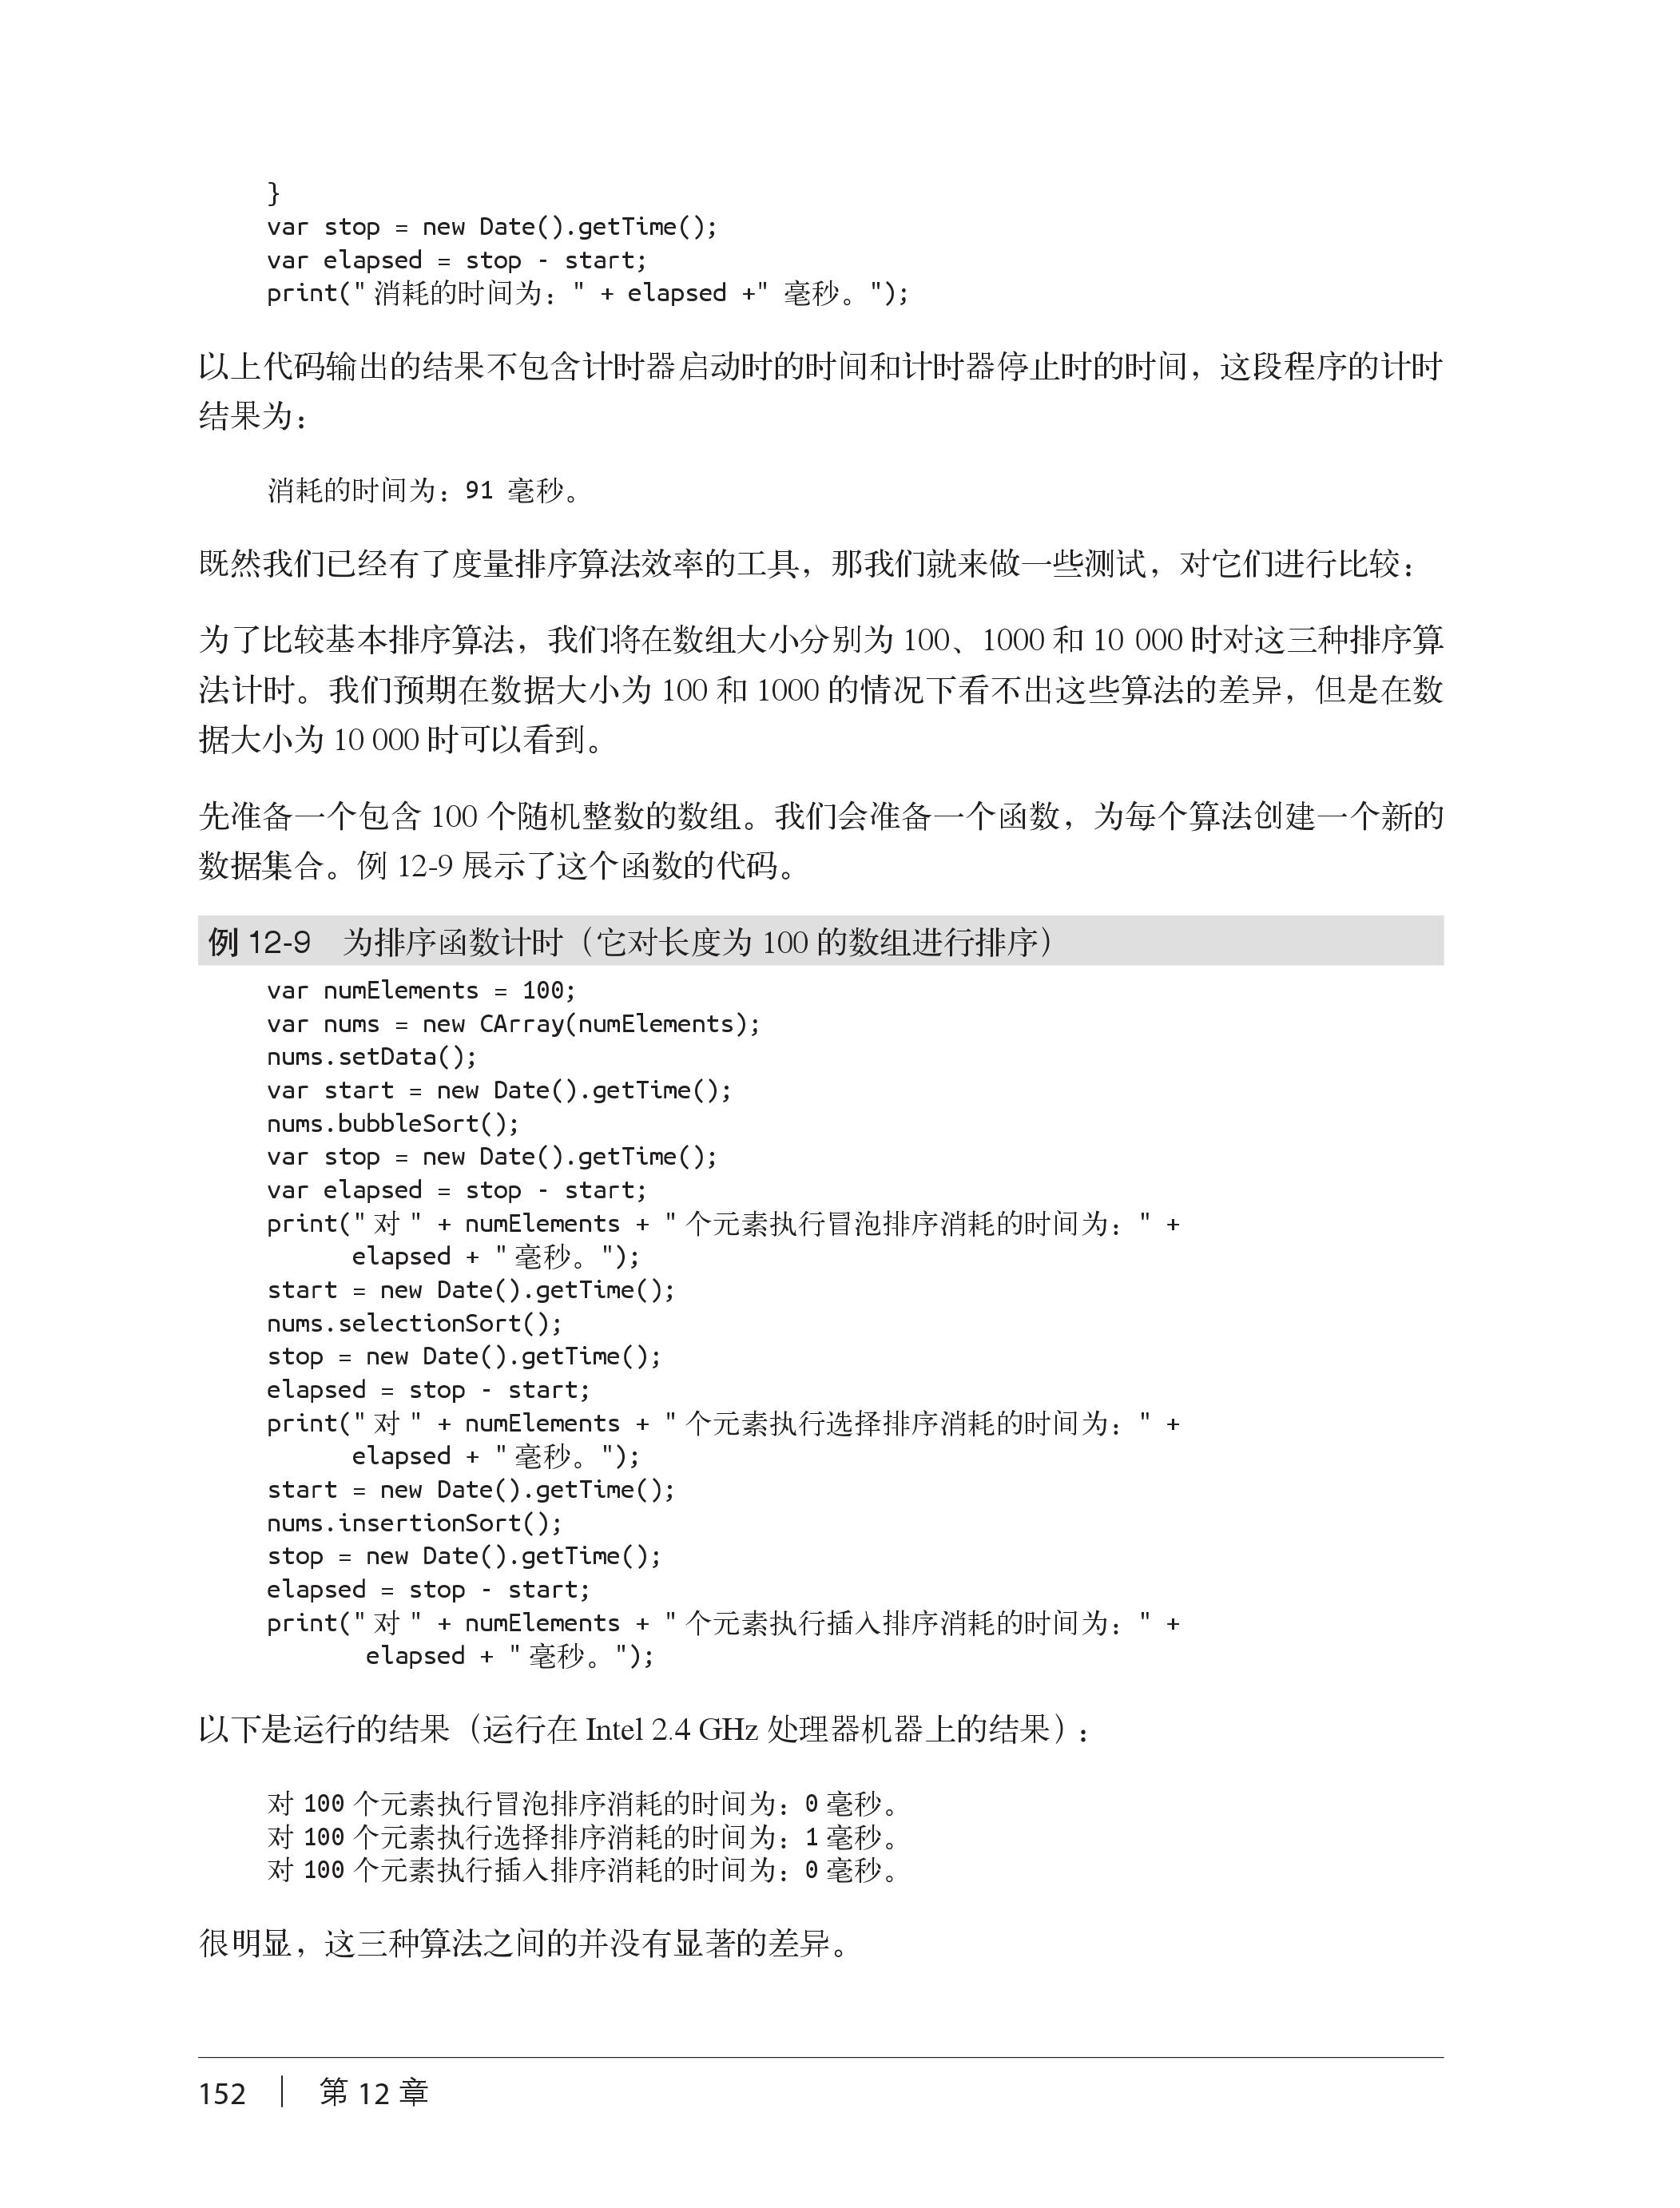 }
var stop = new Date().getTime();
var elapsed = stop - start;
print("消耗的时间为：" + elapsed +" 毫秒。");
以上代码输出的结果不包含计时器启动时的时间和计时器停止时的时间，这段程序的计时
结果为：
消耗的时间为：91 毫秒。
既然我们已经有了度量排序算法效率的工具，那我们就来做一些测试，对它们进行比较：
为了比较基本排序算法，我们将在数组大小分别为 100、1000 和 10 000 时对这三种排序算
法计时。我们预期在数据大小为 100 和 1000 的情况下看不出这些算法的差异，但是在数
据大小为 10 000 时可以看到。
先准备一个包含 100 个随机整数的数组。我们会准备一个函数，为每个算法创建一个新的
数据集合。例 12-9 展示了这个函数的代码。
例 12-9　为排序函数计时（它对长度为 100 的数组进行排序）
var numElements = 100;
var nums = new CArray(numElements);
nums.setData();
var start = new Date().getTime();
nums.bubbleSort();
var stop = new Date().getTime();
var elapsed = stop - start;
print("对 " + numElements + " 个元素执行冒泡排序消耗的时间为：" +
      elapsed + " 毫秒。");
start = new Date().getTime();
nums.selectionSort();
stop = new Date().getTime();
elapsed = stop - start;
print("对 " + numElements + " 个元素执行选择排序消耗的时间为：" +
      elapsed + " 毫秒。");
start = new Date().getTime();
nums.insertionSort();
stop = new Date().getTime();
elapsed = stop - start;
print("对 " + numElements + " 个元素执行插入排序消耗的时间为：" +
       elapsed + " 毫秒。");
以下是运行的结果（运行在 Intel 2.4 GHz 处理器机器上的结果）：
对 100 个元素执行冒泡排序消耗的时间为：0 毫秒。
对 100 个元素执行选择排序消耗的时间为：1 毫秒。
对 100 个元素执行插入排序消耗的时间为：0 毫秒。
很明显，这三种算法之间的并没有显著的差异。
152 ｜ 第 12 章